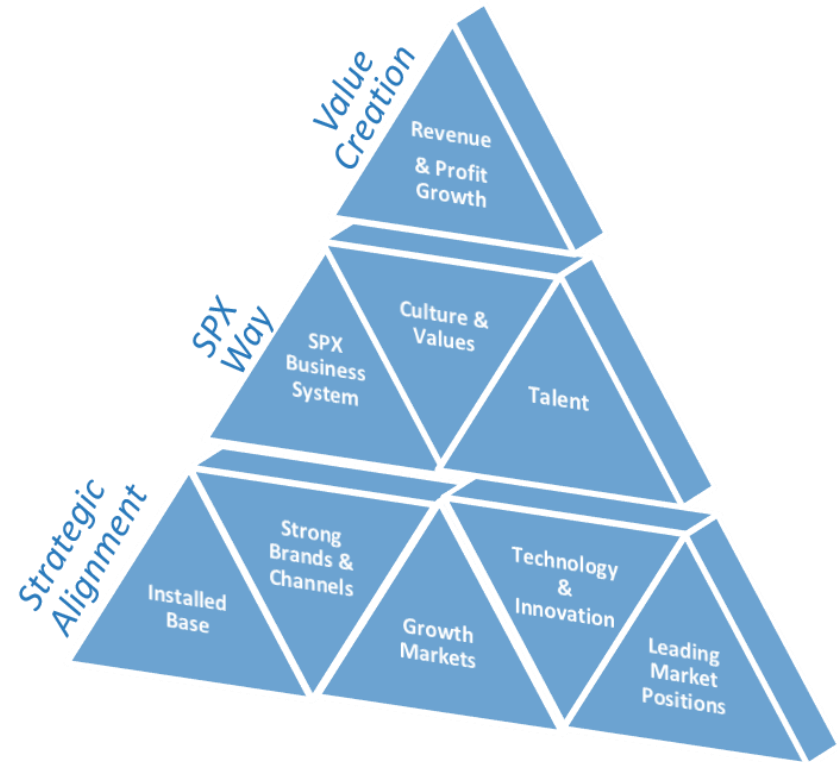 Value
Creation
Revenue
& Profit
Growth
SPX
Way
SPX
Business
System
Culture &
Values
Talent
Strategic
Alignment
Installed
Base
Strong
Brands &
Channels
Growth
Markets
Technology
&
Innovation
Leading
Market
Positions